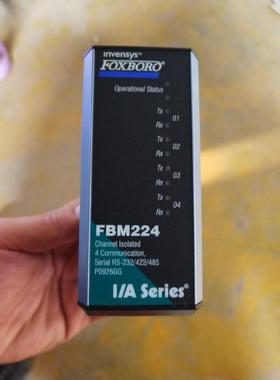 invensys™
FOXBORO®
Operational Status
Tx
01
Rx
Tx
02
Rx
Tx
03
Rx
Tx
04
Rx
FBM224
Channel Isolated
4 Communication,
Serial RS-232/422/485
P0926GG
I/A Series®